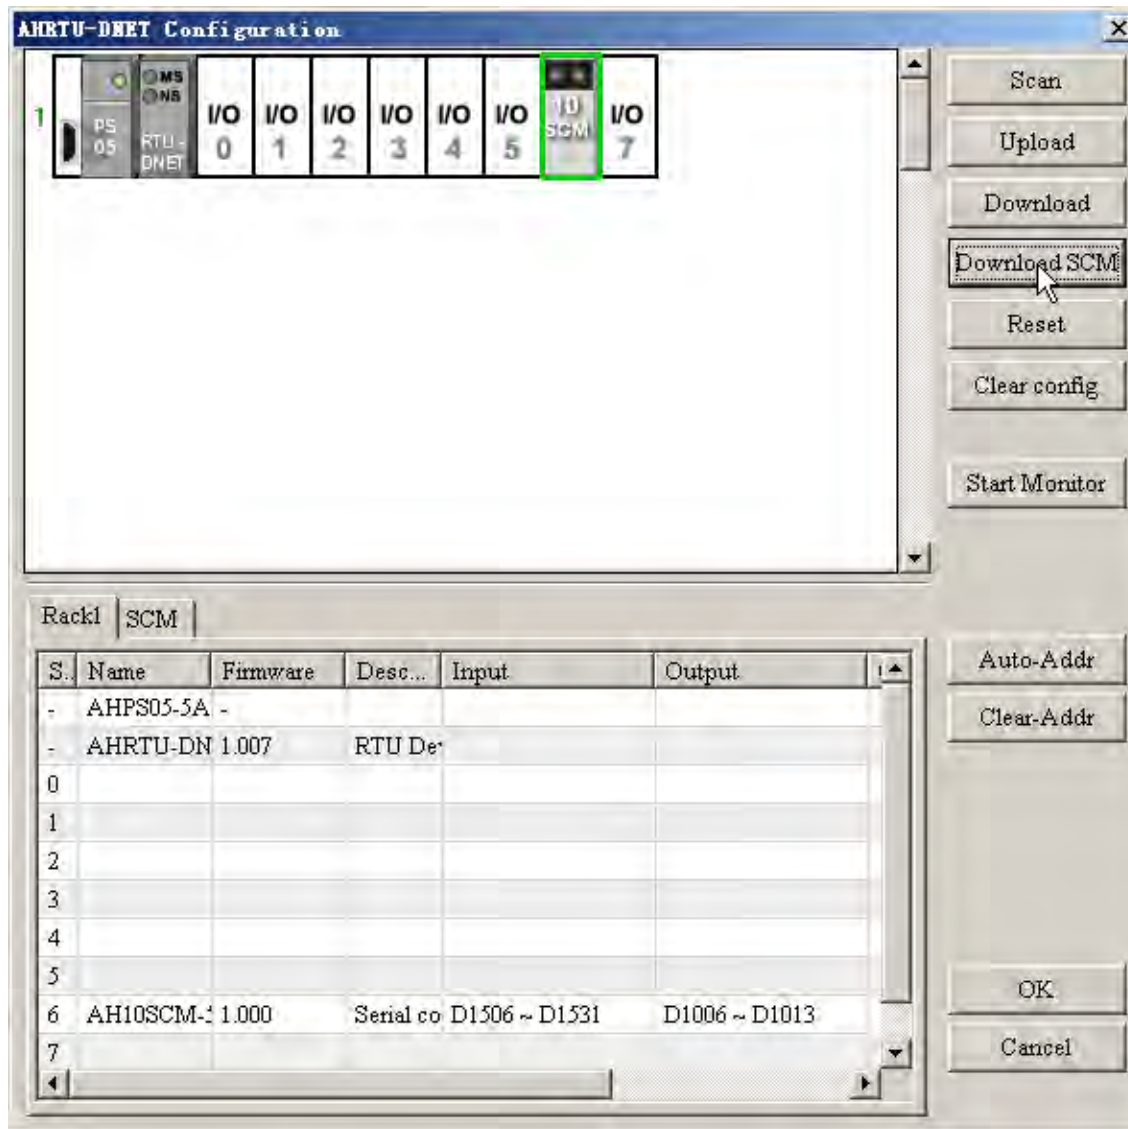 AHRTU-DNET Configuration
1
PS
05
MS
NS
RTU-
DNET
I/O
0
I/O
1
I/O
2
I/O
3
I/O
4
I/O
5
10
SCM
I/O
7
Scan
Upload
Download
Download SCM
Reset
Clear config
Start Monitor
Rack1 SCM
S.. Name Firmware Desc... Input Output
- AHPS05-5A -
- AHRTU-DN 1.007 RTU De
0
1
2
3
4
5
6 AH10SCM- 1.000 Serial co D1506 ~ D1531 D1006 ~ D1013
7
Auto-Addr
Clear-Addr
OK
Cancel